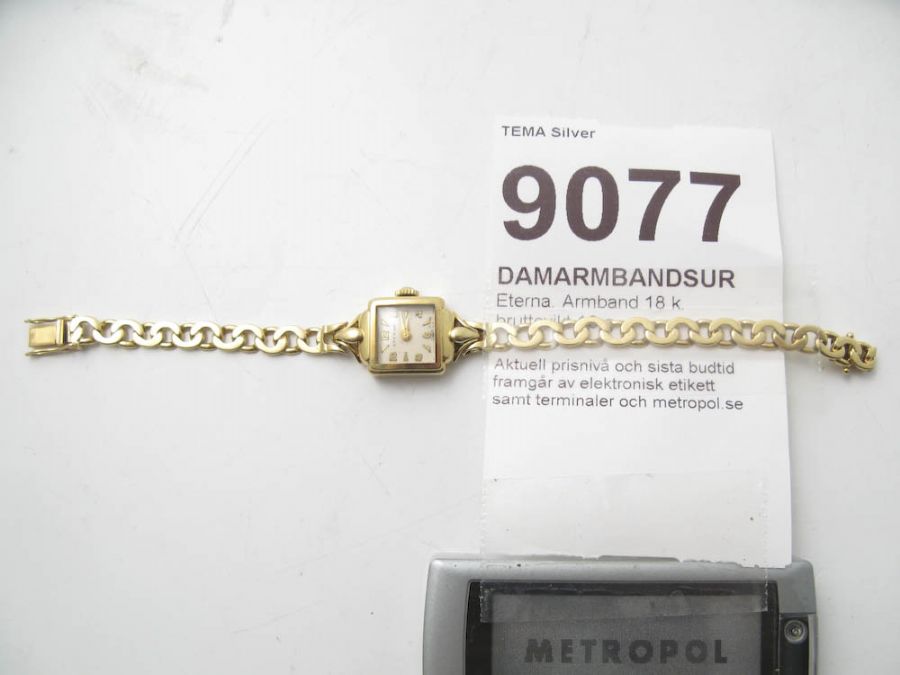 TEMA Silver
9077
DAMARMBANDSUR
Eterna. Armband 18 k.
Aktuell prisnivå och sista budtid
framgår av elektronisk etikett
samt terminaler och metropol.se
METROPOL